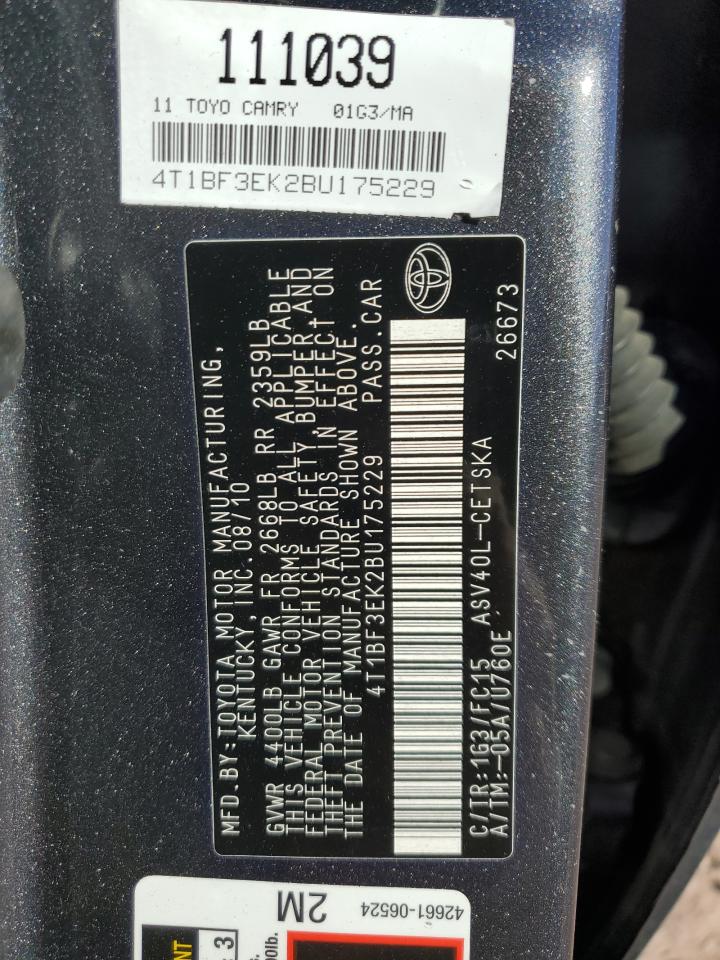 111039
11 TOYO CAMRY 01G3/MA
4T1BF3EK2BU175229
MFD.BY:TOYOTA MOTOR MANUFACTURING,
KENTUCKY, INC. 08/10
GVWR 4400LB GAWR FR 2668LB RR 2359LB
THIS VEHICLE CONFORMS TO ALL APPLICABLE
FEDERAL MOTOR VEHICLE SAFETY, BUMPER, AND
THEFT PREVENTION STANDARDS IN EFFECT ON
THE DATE OF MANUFACTURE SHOWN ABOVE.
4T1BF3EK2BU175229 PASS.CAR
C/TR:1G3/FC15 ASV40L-CETSKA
A/TM:-05A/U760E 26673
2M 42661-06524
NT
3